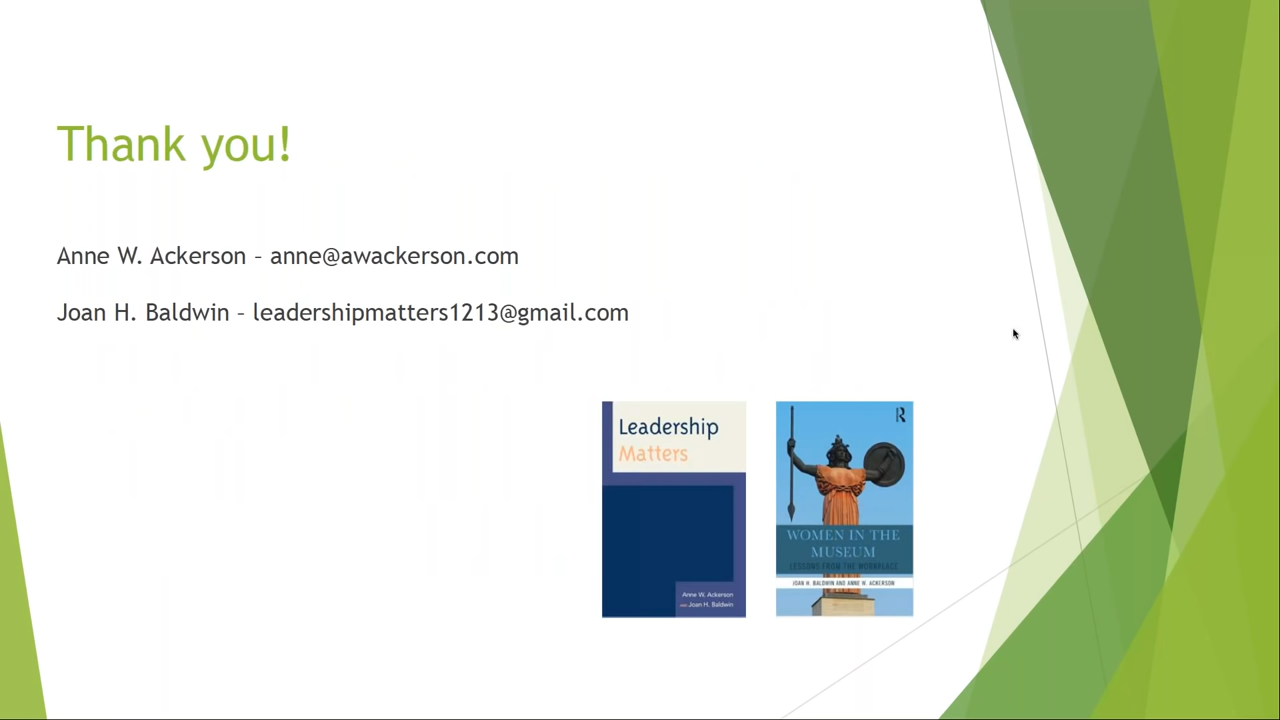 Thank you!
Anne W. Ackerson – anne@awackerson.com
Joan H. Baldwin – leadershipmatters1213@gmail.com
Leadership
Matters
Anne W. Ackerson
AND Joan H. Baldwin
R
WOMEN IN THE
MUSEUM
LESSONS FROM THE WORKPLACE
JOAN H. BALDWIN AND ANNE W. ACKERSON